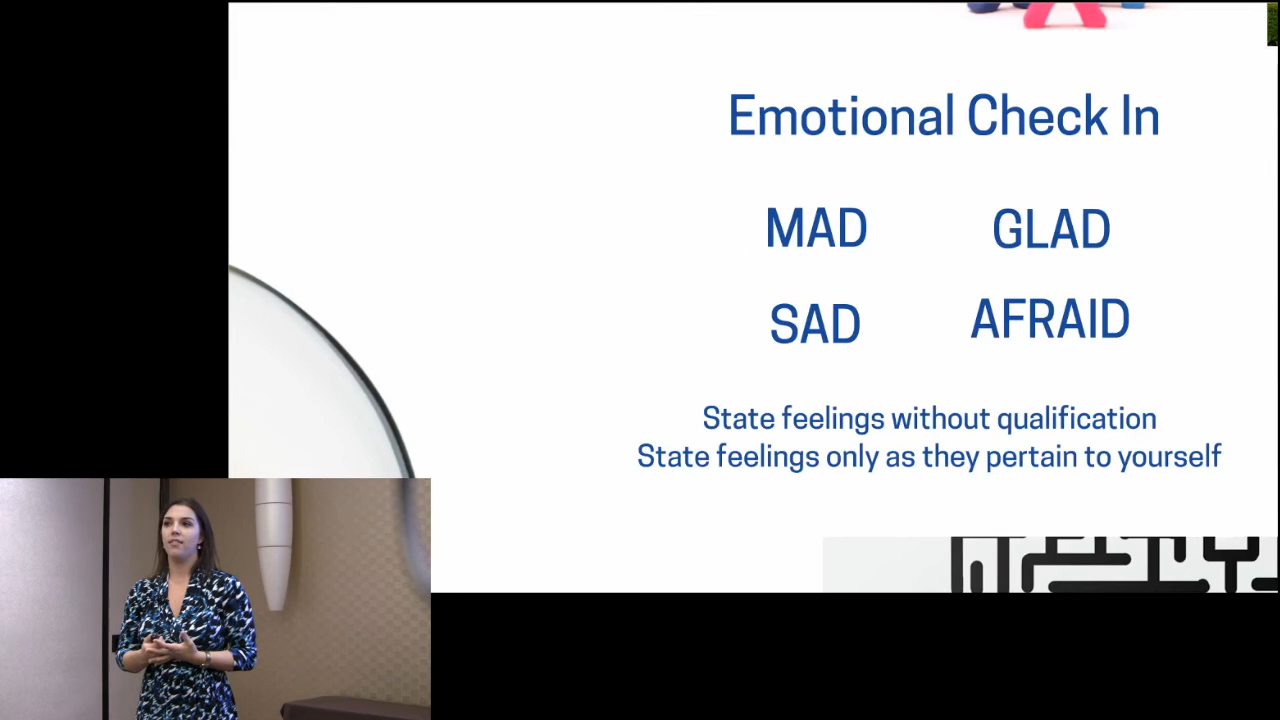 Emotional Check In
MAD GLAD
SAD AFRAID
State feelings without qualification
State feelings only as they pertain to yourself